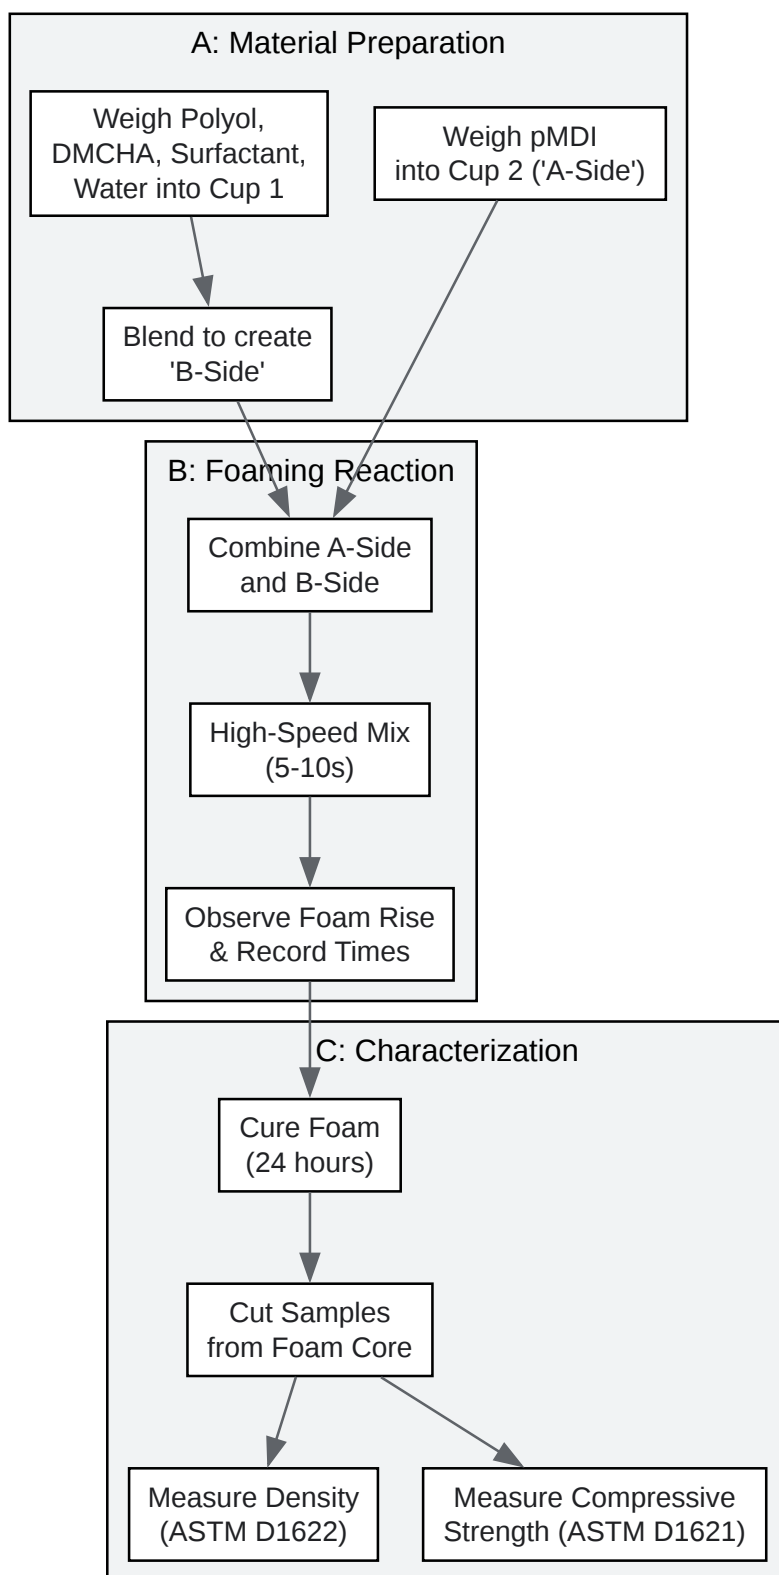 A: Material Preparation
Weigh Polyol,
DMCHA, Surfactant,
Water into Cup 1
Weigh pMDI
into Cup 2 ('A-Side')
Blend to create
'B-Side'
B: Foaming Reaction
Combine A-Side
and B-Side
High-Speed Mix
(5-10s)
Observe Foam Rise
& Record Times
C: Characterization
Cure Foam
(24 hours)
Cut Samples
from Foam Core
Measure Density
(ASTM D1622)
Measure Compressive
Strength (ASTM D1621)